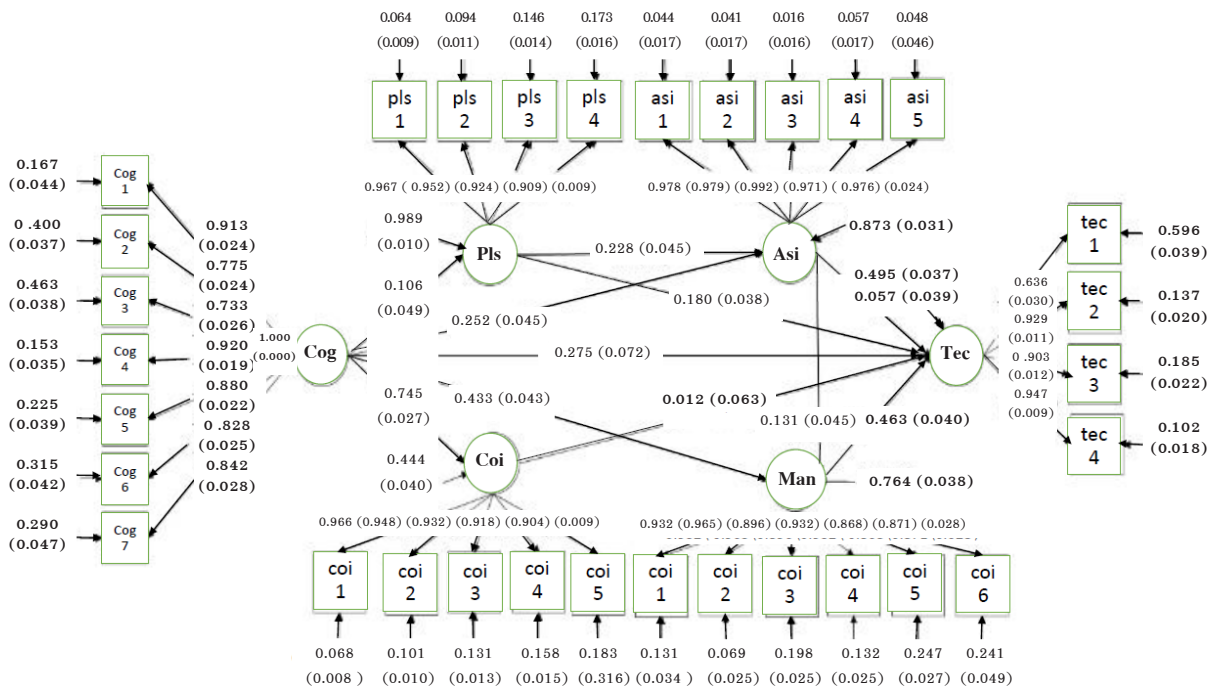 0.064 0.094 0.146 0.173 0.044 0.041 0.016 0.057 0.048
(0.009) (0.011) (0.014) (0.016) (0.017) (0.017) (0.016) (0.017) (0.046)
pls 1
pls 2
pls 3
pls 4
asi 1
asi 2
asi 3
asi 4
asi 5
0.967 ( 0.952) (0.924) (0.909) (0.009)
0.978 (0.979) (0.992) (0.971) ( 0.976) (0.024)
0.167
(0.044)
0 .400
(0.037)
0.463
(0.038)
0.153
(0.035)
0.225
(0.039)
0.315
(0.042)
0.290
(0.047)
Cog 1
Cog 2
Cog 3
Cog 4
Cog 5
Cog 6
Cog 7
0.913
(0.024)
0.775
(0.024)
0.733
(0.026)
0.920
(0.019)
0.880
(0.022)
0 .828
(0.025)
0.842
(0.028)
1.000
(0.000)
Cog
0.989
(0.010)
Pls
0.106
(0.049)
0.228 (0.045)
Asi
0.873 (0.031)
0.180 (0.038)
0.495 (0.037)
0.057 (0.039)
0.252 (0.045)
0.275 (0.072)
Tec
0.745
(0.027)
0.433 (0.043)
0.012 (0.063)
0.131 (0.045)
0.463 (0.040)
0.444
(0.040)
Coi
Man
0.764 (0.038)
0.636
(0.030)
0.929
(0.011)
0.903
(0.012)
0.947
(0.009)
tec 1
tec 2
tec 3
tec 4
0.596
(0.039)
0.137
(0.020)
0.185
(0.022)
0.102
(0.018)
0.966 (0.948) (0.932) (0.918) (0.904) (0.009)
0.932 (0.965) (0.896) (0.932) (0.868) (0.871) (0.028)
coi 1
coi 2
coi 3
coi 4
coi 5
coi 1
coi 2
coi 3
coi 4
coi 5
coi 6
0.068 0.101 0.131 0.158 0.183 0.131 0.069 0.198 0.132 0.247 0.241
(0.008 ) (0.010) (0.013) (0.015) (0.316) (0.034 ) (0.025) (0.025) (0.025) (0.027) (0.049)